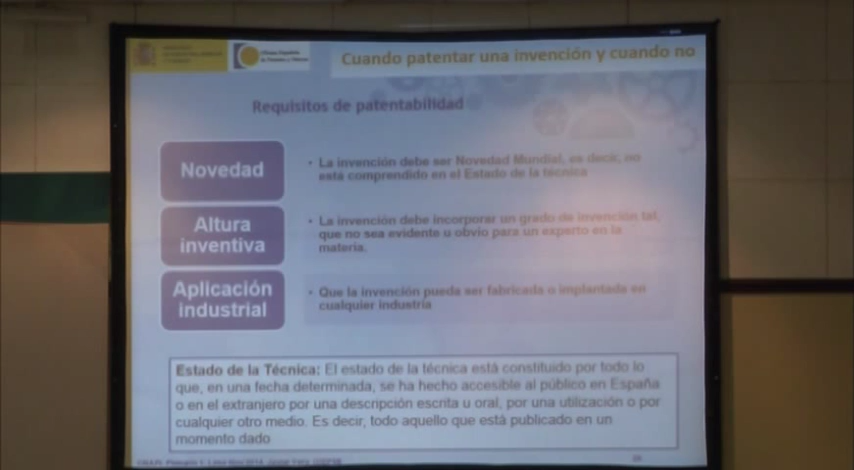 Cuando patentar una invención y cuando no
Requisitos de patentabilidad
Novedad
• La invención debe ser Novedad Mundial, es decir, no
está comprendido en el Estado de la técnica
Altura
inventiva
• La invención debe incorporar un grado de invención tal,
que no sea evidente u obvio para un experto en la
materia.
Aplicación
industrial
• Que la invención pueda ser fabricada o implantada en
cualquier industria
Estado de la Técnica: El estado de la técnica está constituido por todo lo
que, en una fecha determinada, se ha hecho accesible al público en España
o en el extranjero por una descripción escrita u oral, por una utilización o por
cualquier otro medio. Es decir, todo aquello que está publicado en un
momento dado